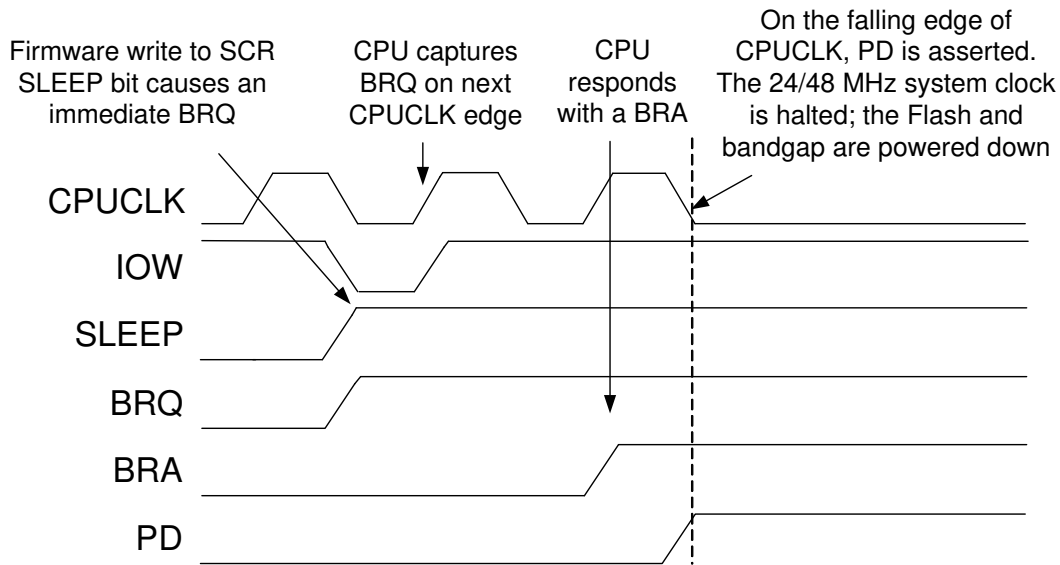 Firmware write to SCR
SLEEP bit causes an
immediate BRQ
CPU captures
BRQ on next
CPUCLK edge
CPU
responds
with a BRA
On the falling edge of
CPUCLK, PD is asserted.
The 24/48 MHz system clock
is halted; the Flash and
bandgap are powered down
CPUCLK
IOW
SLEEP
BRQ
BRA
PD